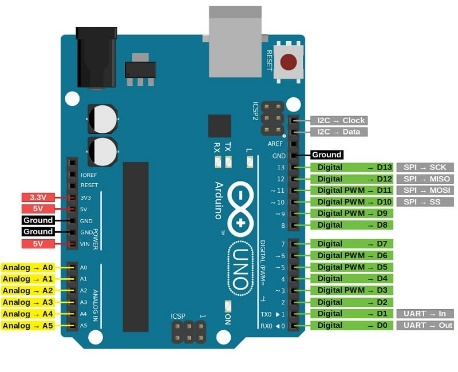 RESET
ICSP2
I2C → Clock
I2C → Data
AREF
GND
Ground
13 Digital → D13 SPI → SCK
12 Digital → D12 SPI → MISO
~11 Digital PWM → D11 SPI → MOSI
~10 Digital PWM → D10 SPI → SS
~9 Digital PWM → D9
8 Digital → D8
7 Digital → D7
~6 Digital PWM → D6
~5 Digital PWM → D5
4 Digital → D4
~3 Digital PWM → D3
2 Digital → D2
TX0 ▸ 1 Digital → D1 UART → In
RX0 ◂ 0 Digital → D0 UART → Out
RX
TX
L
Arduino
UNO
DIGITAL (PWM~)
ON
ICSP
1
IOREF
RESET
3.3V 3V3
5V 5V
Ground GND
Ground GND
5V VIN
POWER
Analog → A0 A0
Analog → A1 A1
Analog → A2 A2
Analog → A3 A3
Analog → A4 A4
Analog → A5 A5
ANALOG IN